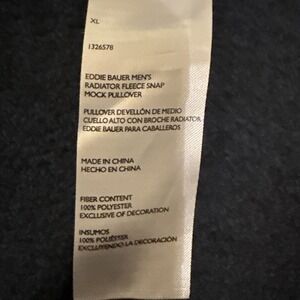 XL
1326578
EDDIE BAUER MEN'S
RADIATOR FLEECE SNAP
MOCK PULLOVER
PULLOVER DE VELLÓN DE MEDIO
CUELLO ALTO CON BROCHE RADIATOR
EDDIE BAUER PARA CABALLEROS
MADE IN CHINA
HECHO EN CHINA
FIBER CONTENT
100% POLYESTER
EXCLUSIVE OF DECORATION
INSUMOS
100% POLIÉSTER
EXCLUYENDO LA DECORACIÓN